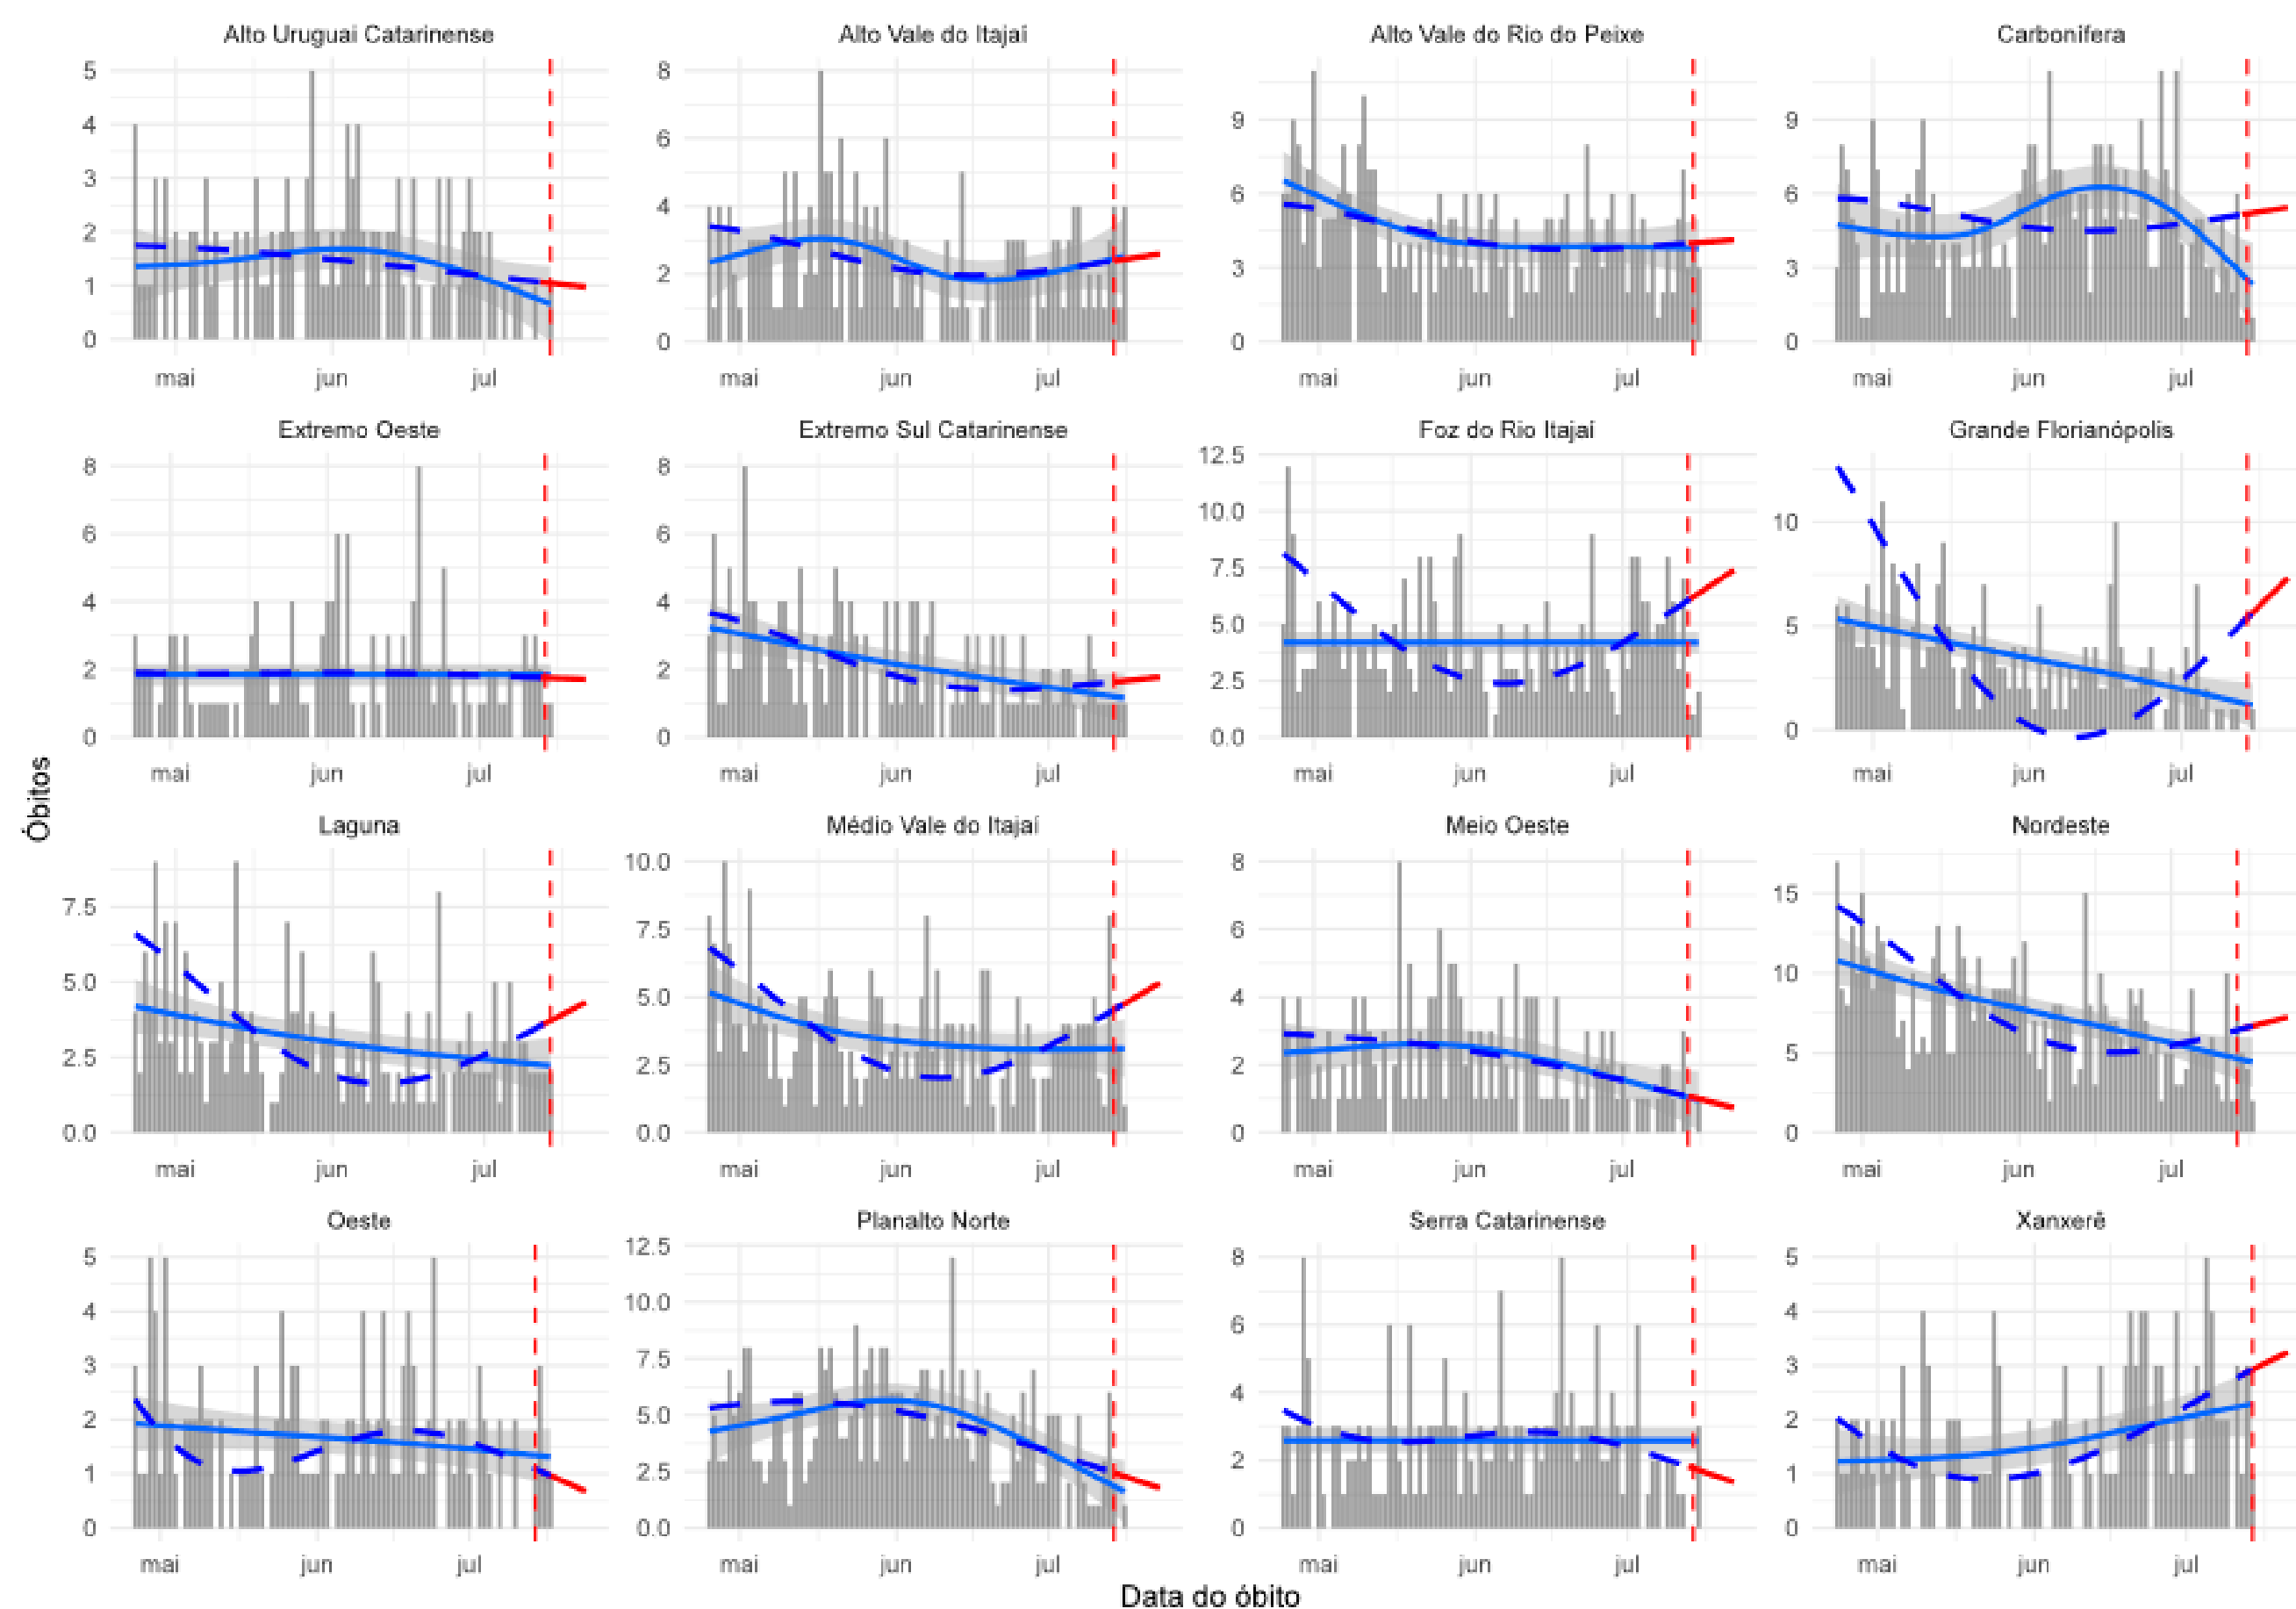 Alto Uruguai Catarinense
Alto Vale do Itajaí
Alto Vale do Rio do Peixe
Carbonífera
5
4
3
2
1
0
8
6
4
2
0
9
6
3
0
9
6
3
0
mai jun jul
mai jun jul
mai jun jul
mai jun jul
Extremo Oeste
Extremo Sul Catarinense
Foz do Rio Itajaí
Grande Florianópolis
8
6
4
2
0
8
6
4
2
0
12.5
10.0
7.5
5.0
2.5
0.0
10
5
0
mai jun jul
mai jun jul
mai jun jul
mai jun jul
Óbitos
Laguna
Médio Vale do Itajaí
Meio Oeste
Nordeste
7.5
5.0
2.5
0.0
10.0
7.5
5.0
2.5
0.0
8
6
4
2
0
15
10
5
0
mai jun jul
mai jun jul
mai jun jul
mai jun jul
Oeste
Planalto Norte
Serra Catarinense
Xanxerê
5
4
3
2
1
0
12.5
10.0
7.5
5.0
2.5
0.0
8
6
4
2
0
5
4
3
2
1
0
mai jun jul
mai jun jul
mai jun jul
mai jun jul
Data do óbito